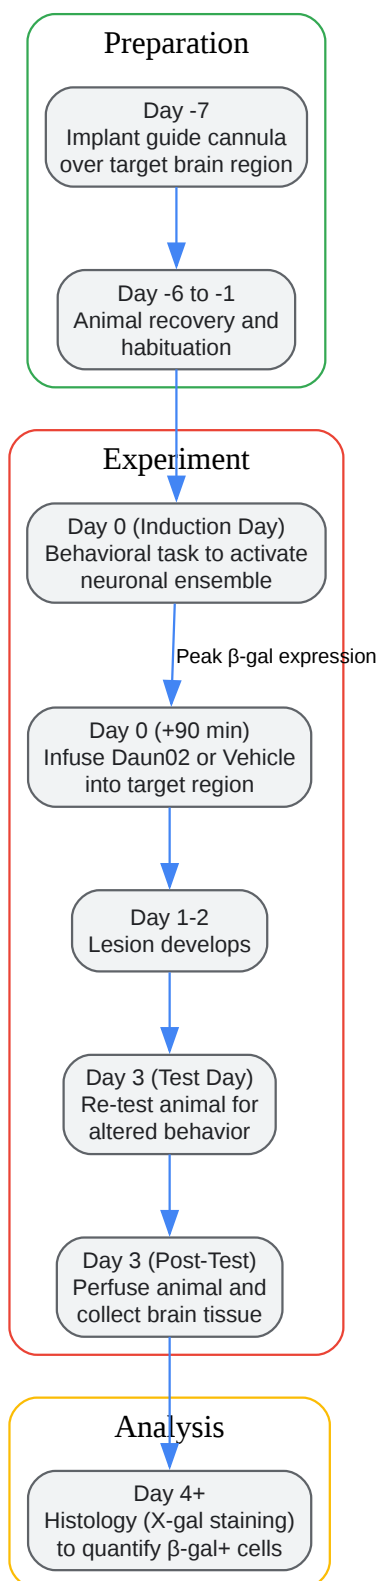 Preparation
Day -7
Implant guide cannula
over target brain region
Day -6 to -1
Animal recovery and
habituation
Experiment
Day 0 (Induction Day)
Behavioral task to activate
neuronal ensemble
Peak β-gal expression
Day 0 (+90 min)
Infuse Daun02 or Vehicle
into target region
Day 1-2
Lesion develops
Day 3 (Test Day)
Re-test animal for
altered behavior
Day 3 (Post-Test)
Perfuse animal and
collect brain tissue
Analysis
Day 4+
Histology (X-gal staining)
to quantify β-gal+ cells